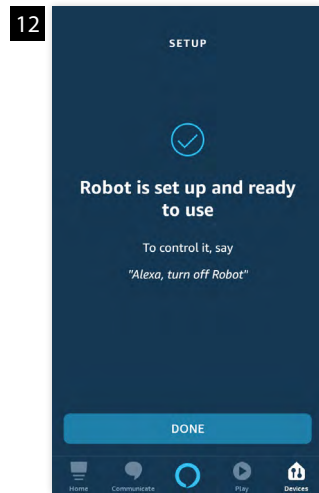 12
SETUP
Robot is set up and ready
to use
To control it, say
"Alexa, turn off Robot"
DONE
Home Communicate Play Devices